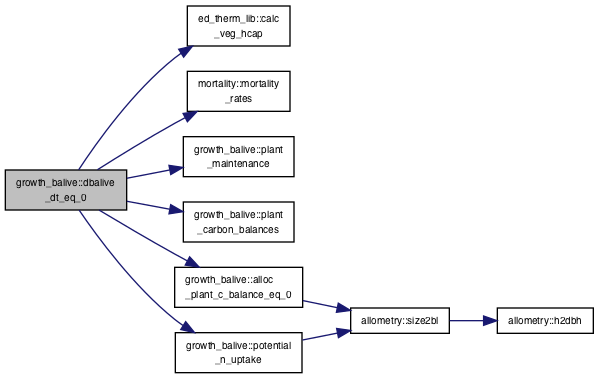 ed_therm_lib::calc
_veg_hcap
mortality::mortality
_rates
growth_balive::plant
_maintenance
growth_balive::dbalive
_dt_eq_0
growth_balive::plant
_carbon_balances
growth_balive::alloc
_plant_c_balance_eq_0
allometry::size2bl
allometry::h2dbh
growth_balive::potential
_n_uptake